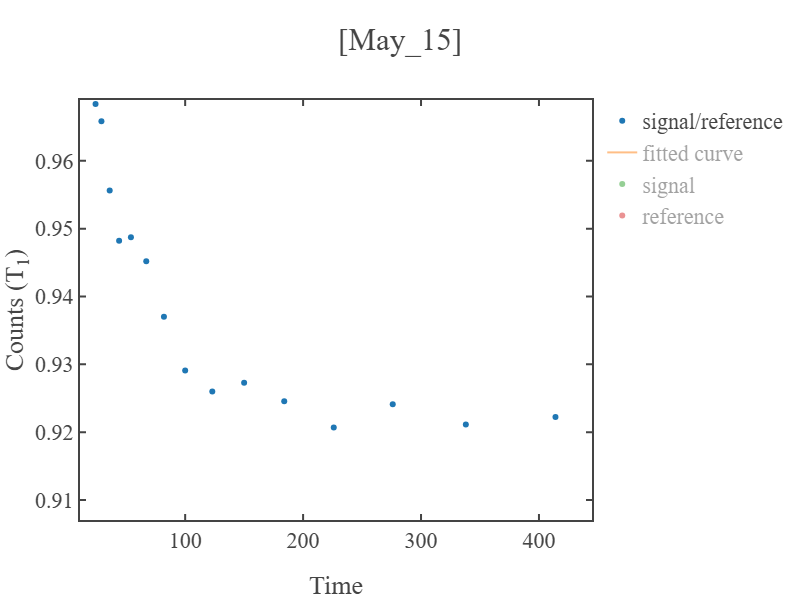 [May_15]
signal/reference
fitted curve
signal
reference
Counts (T1)
0.96
0.95
0.94
0.93
0.92
0.91
100
200
300
400
Time